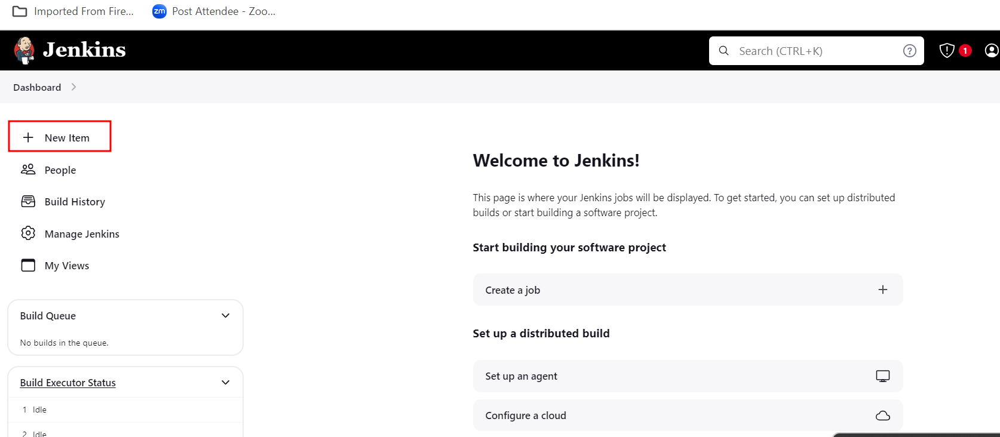 Imported From Fire... Post Attendee - Zoo...
zm
Jenkins
Search (CTRL+K)
?
!
1
Dashboard
New Item
People
Build History
Manage Jenkins
My Views
Build Queue
No builds in the queue.
Build Executor Status
1 Idle
2 Idle
Welcome to Jenkins!
This page is where your Jenkins jobs will be displayed. To get started, you can set up distributed
builds or start building a software project.
Start building your software project
Create a job
Set up a distributed build
Set up an agent
Configure a cloud